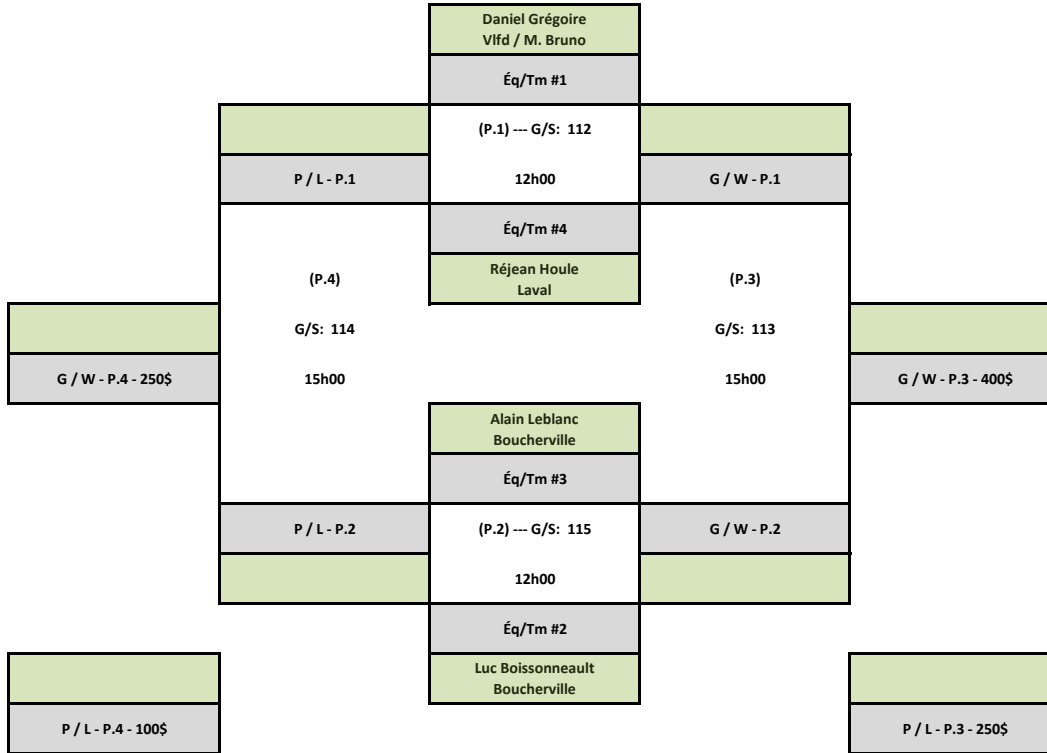 Daniel Grégoire
Vlfd / M. Bruno
Éq/Tm #1
(P.1) --- G/S: 112
P / L - P.1
12h00
G / W - P.1
Éq/Tm #4
Réjean Houle
Laval
(P.4)
(P.3)
G/S: 114
G/S: 113
G / W - P.4 - 250$
15h00
15h00
G / W - P.3 - 400$
Alain Leblanc
Boucherville
Éq/Tm #3
P / L - P.2
(P.2) --- G/S: 115
G / W - P.2
12h00
Éq/Tm #2
Luc Boissonneault
Boucherville
P / L - P.4 - 100$
P / L - P.3 - 250$